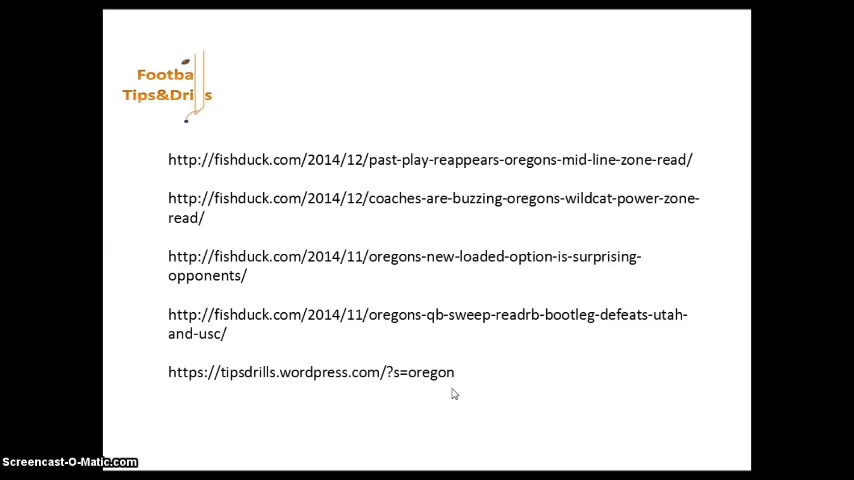 Footba
Tips&Dri s
http://fishduck.com/2014/12/past-play-reappears-oregons-mid-line-zone-read/
http://fishduck.com/2014/12/coaches-are-buzzing-oregons-wildcat-power-zone-
read/
http://fishduck.com/2014/11/oregons-new-loaded-option-is-surprising-
opponents/
http://fishduck.com/2014/11/oregons-qb-sweep-readrb-bootleg-defeats-utah-
and-usc/
https://tipsdrills.wordpress.com/?s=oregon
Screencast-O-Matic.com